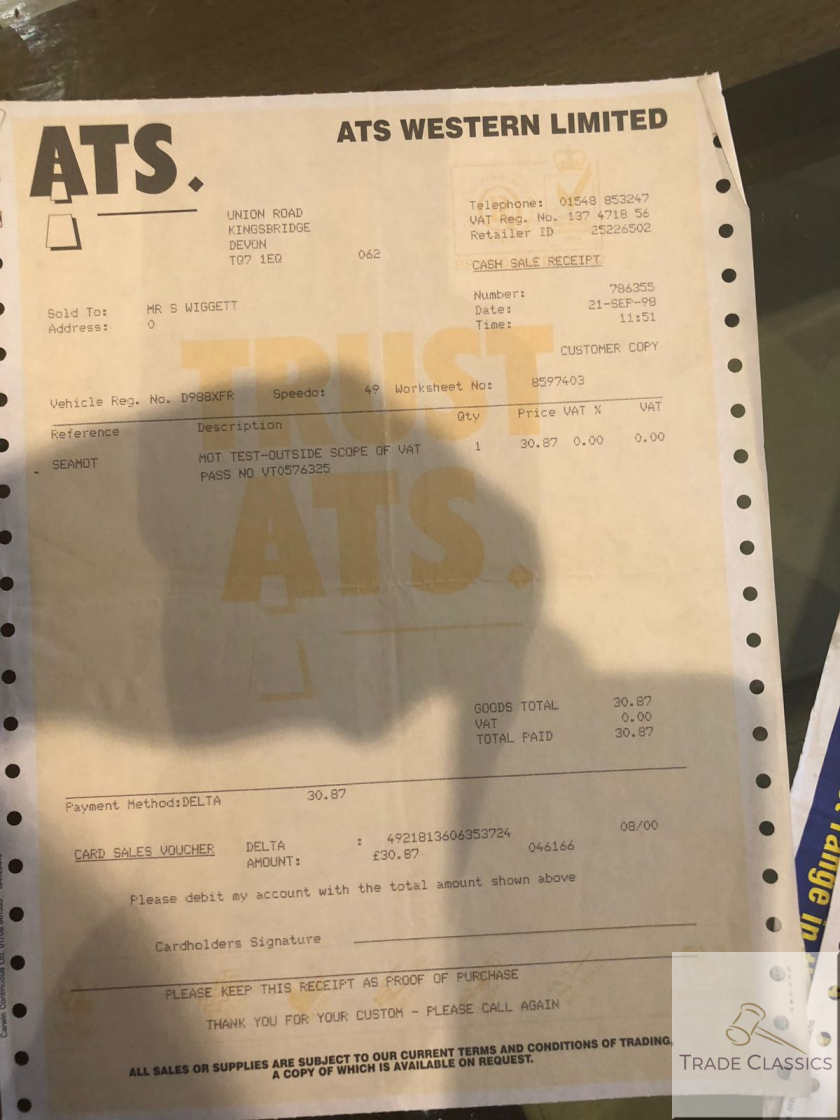 ATS.
ATS WESTERN LIMITED
UNION ROAD
KINGSBRIDGE
DEVON
TQ7 1EQ
062
Telephone: 01548 853247
VAT Reg. No. 137 4718 56
Retailer ID 25226502
CASH SALE RECEIPT
Sold To: MR S WIGGETT
Address: 0
Number: 786355
Date: 21-SEP-98
Time: 11:51
CUSTOMER COPY
TRUST
ATS.
Vehicle Reg. No. D988XFR Speedo: 49 Worksheet No: 8597403
Reference Description Qty Price VAT % VAT
SEAMOT MOT TEST-OUTSIDE SCOPE OF VAT 1 30.87 0.00 0.00
PASS NO VT0576325
GOODS TOTAL 30.87
VAT 0.00
TOTAL PAID 30.87
Payment Method:DELTA 30.87
CARD SALES VOUCHER DELTA : 4921813606353724 08/00
AMOUNT: £30.87 046166
Please debit my account with the total amount shown above
Cardholders Signature
PLEASE KEEP THIS RECEIPT AS PROOF OF PURCHASE
THANK YOU FOR YOUR CUSTOM - PLEASE CALL AGAIN
ALL SALES OR SUPPLIES ARE SUBJECT TO OUR CURRENT TERMS AND CONDITIONS OF TRADING,
A COPY OF WHICH IS AVAILABLE ON REQUEST.
range in
TRADE CLASSICS